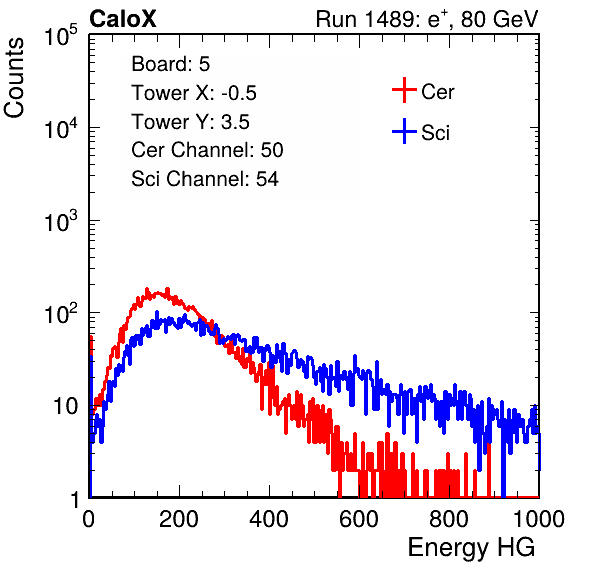 CaloX Run 1489: e⁺, 80 GeV
Counts
10⁵
10⁴
10³
10²
10
1
Board: 5
Tower X: -0.5
Tower Y: 3.5
Cer Channel: 50
Sci Channel: 54
Cer
Sci
0 200 400 600 800 1000
Energy HG